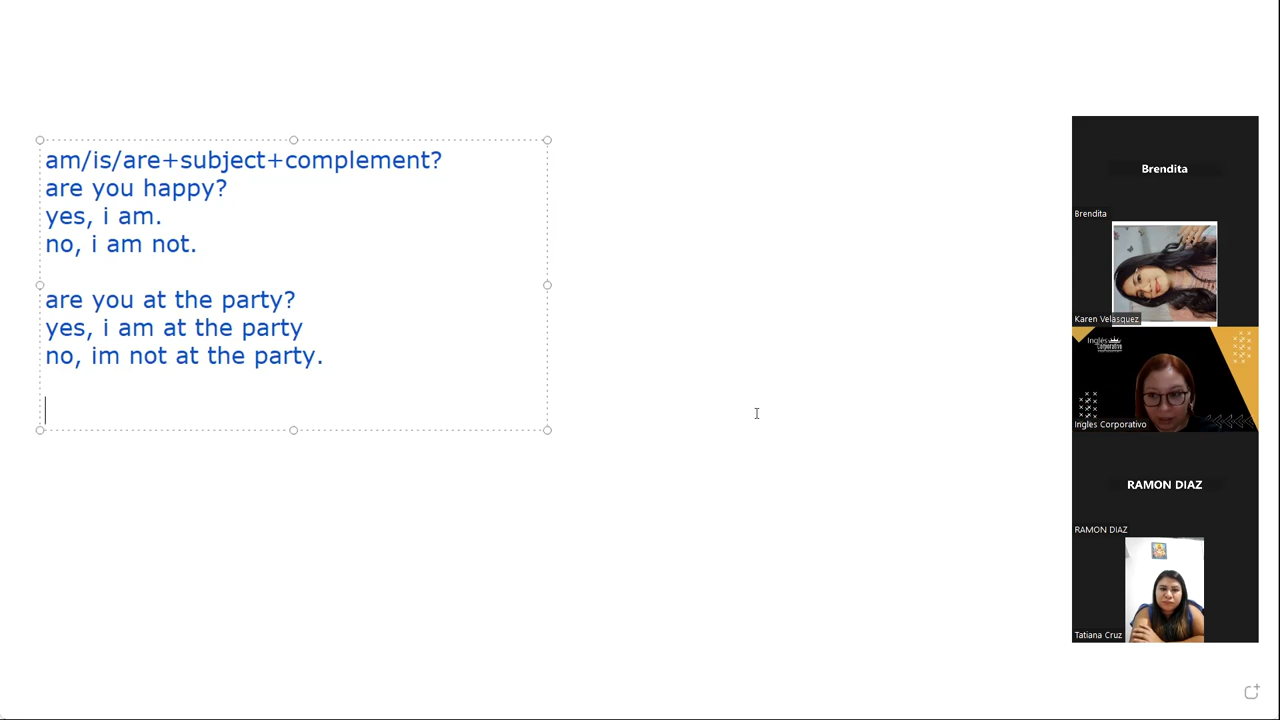 am/is/are+subject+complement?
are you happy?
yes, i am.
no, i am not.
are you at the party?
yes, i am at the party
no, im not at the party.
Brendita
Brendita
Karen Velasquez
Inglés
Corporativo
Ingles Corporativo
RAMON DIAZ
RAMON DIAZ
Tatiana Cruz